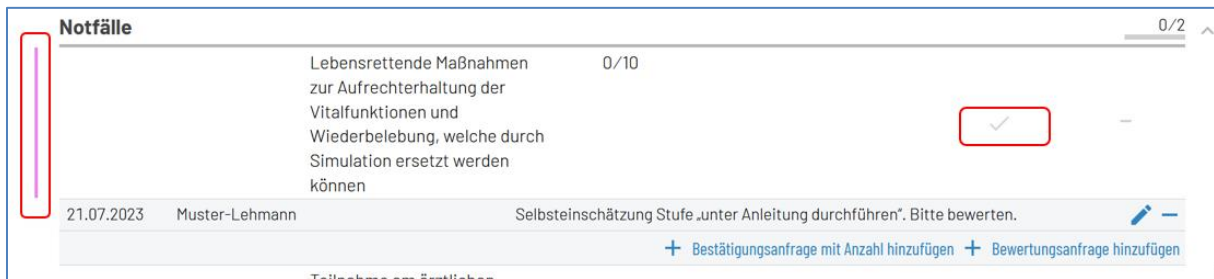 Notfälle 0/2
Lebensrettende Maßnahmen 0/10
zur Aufrechterhaltung der
Vitalfunktionen und
Wiederbelebung, welche durch
Simulation ersetzt werden
können
21.07.2023 Muster-Lehmann Selbsteinschätzung Stufe „unter Anleitung durchführen“. Bitte bewerten.
+ Bestätigungsanfrage mit Anzahl hinzufügen + Bewertungsanfrage hinzufügen